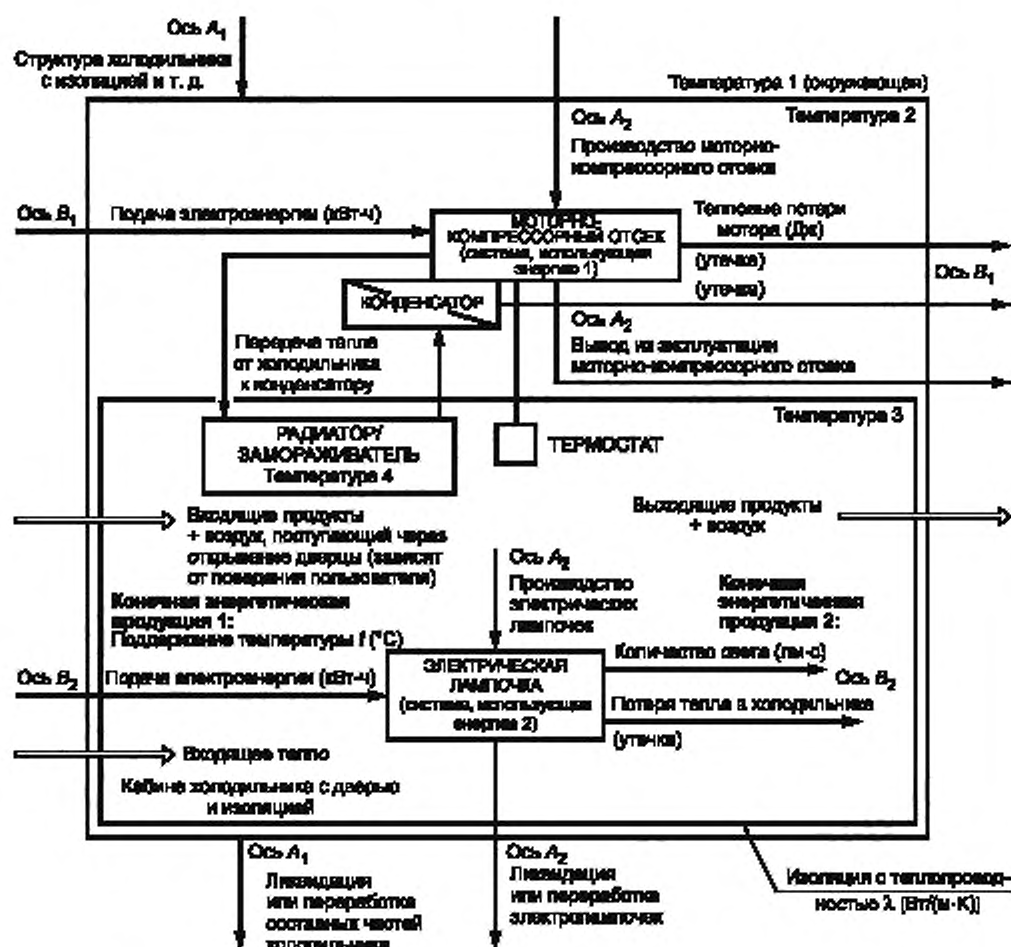 Ось A₁
Структура холодильника
с изоляцией и т. д.
Температура 1 (окружающая)
Температура 2
Ось A₂
Производство моторно-
компрессорного отсека
Ось B₁
Подача электроэнергии (кВт-ч)
МОТОРНО-
КОМПРЕССОРНЫЙ ОТСЕК
(система, использующая
энергию 1)
Тепловые потери
мотора (Дж)
(утечка)
Ось B₁
(утечка)
КОНДЕНСАТОР
Ось A₂
Вывод из эксплуатации
моторно-компрессорного отсека
Передача тепла
от холодильника
к конденсатору
Температура 3
РАДИАТОРУ
ЗАМОРАЖИВАТЕЛЬ
Температура 4
ТЕРМОСТАТ
Входящие продукты
+ воздух, поступающий через
открывание дверцы (зависят
от поведения пользователя)
Выходящие продукты
+ воздух
Ось A₂
Производство
электрических
лампочек
Конечная
энергетическая
продукция 2:
Конечная энергетическая
продукция 1:
Поддержание температуры f (°C)
Ось B₂
Подача электроэнергии (кВт-ч)
ЭЛЕКТРИЧЕСКАЯ
ЛАМПОЧКА
(система, использующая
энергию 2)
Количество света (лм-с)
Ось B₂
Потеря тепла в холодильнике
(утечка)
Входящее тепло
Кабина холодильника с дверью
и изоляцией
Ось A₁
Ликвидация
или переработка
составных частей
холодильника
Ось A₂
Ликвидация
или переработка
электролампочек
Изоляция с теплопровод-
ностью λ [Вт/(м·К)]